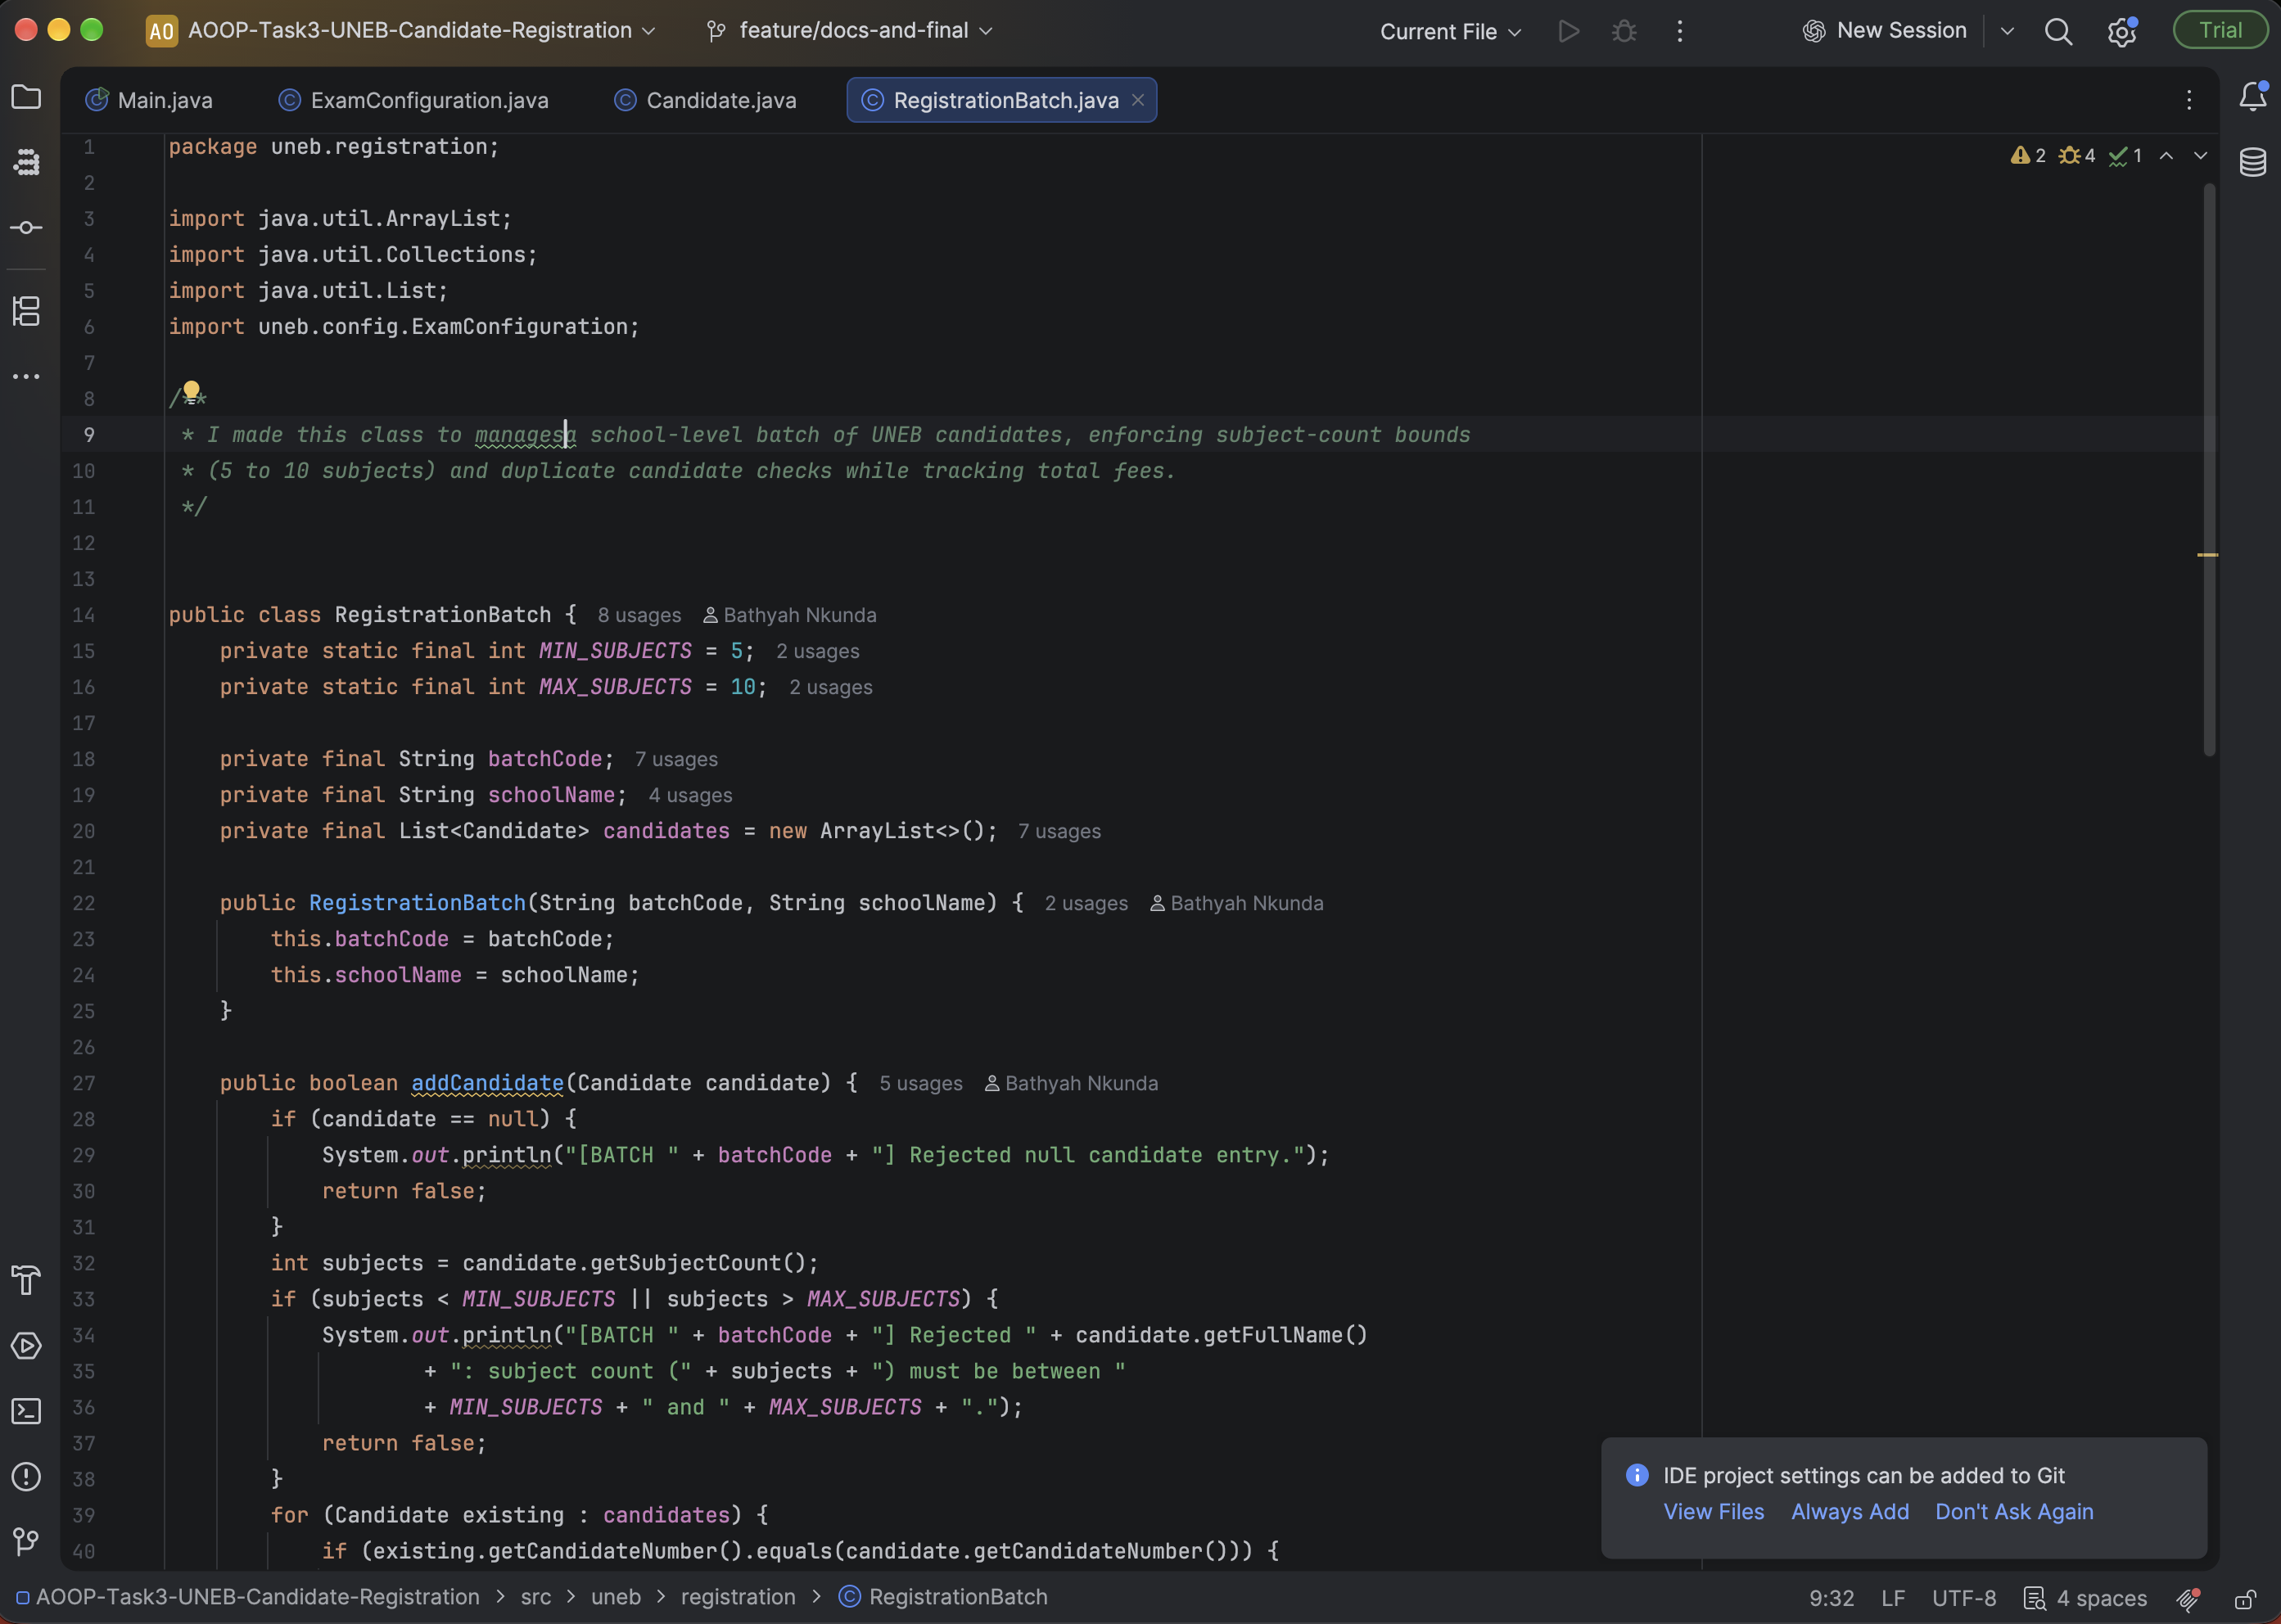 AO AOOP-Task3-UNEB-Candidate-Registration feature/docs-and-final Current File New Session Trial
Main.java ExamConfiguration.java Candidate.java RegistrationBatch.java
2 4 1
1 package uneb.registration;
2
3 import java.util.ArrayList;
4 import java.util.Collections;
5 import java.util.List;
6 import uneb.config.ExamConfiguration;
7
8 /**
9 * I made this class to managesa school-level batch of UNEB candidates, enforcing subject-count bounds
10 * (5 to 10 subjects) and duplicate candidate checks while tracking total fees.
11 */
12
13
14 public class RegistrationBatch { 8 usages Bathyah Nkunda
15 private static final int MIN_SUBJECTS = 5; 2 usages
16 private static final int MAX_SUBJECTS = 10; 2 usages
17
18 private final String batchCode; 7 usages
19 private final String schoolName; 4 usages
20 private final List<Candidate> candidates = new ArrayList<>(); 7 usages
21
22 public RegistrationBatch(String batchCode, String schoolName) { 2 usages Bathyah Nkunda
23 this.batchCode = batchCode;
24 this.schoolName = schoolName;
25 }
26
27 public boolean addCandidate(Candidate candidate) { 5 usages Bathyah Nkunda
28 if (candidate == null) {
29 System.out.println("[BATCH " + batchCode + "] Rejected null candidate entry.");
30 return false;
31 }
32 int subjects = candidate.getSubjectCount();
33 if (subjects < MIN_SUBJECTS || subjects > MAX_SUBJECTS) {
34 System.out.println("[BATCH " + batchCode + "] Rejected " + candidate.getFullName()
35 + ": subject count (" + subjects + ") must be between "
36 + MIN_SUBJECTS + " and " + MAX_SUBJECTS + ".");
37 return false;
38 }
39 for (Candidate existing : candidates) {
40 if (existing.getCandidateNumber().equals(candidate.getCandidateNumber())) {
IDE project settings can be added to Git
View Files Always Add Don't Ask Again
AOOP-Task3-UNEB-Candidate-Registration > src > uneb > registration > RegistrationBatch 9:32 LF UTF-8 4 spaces